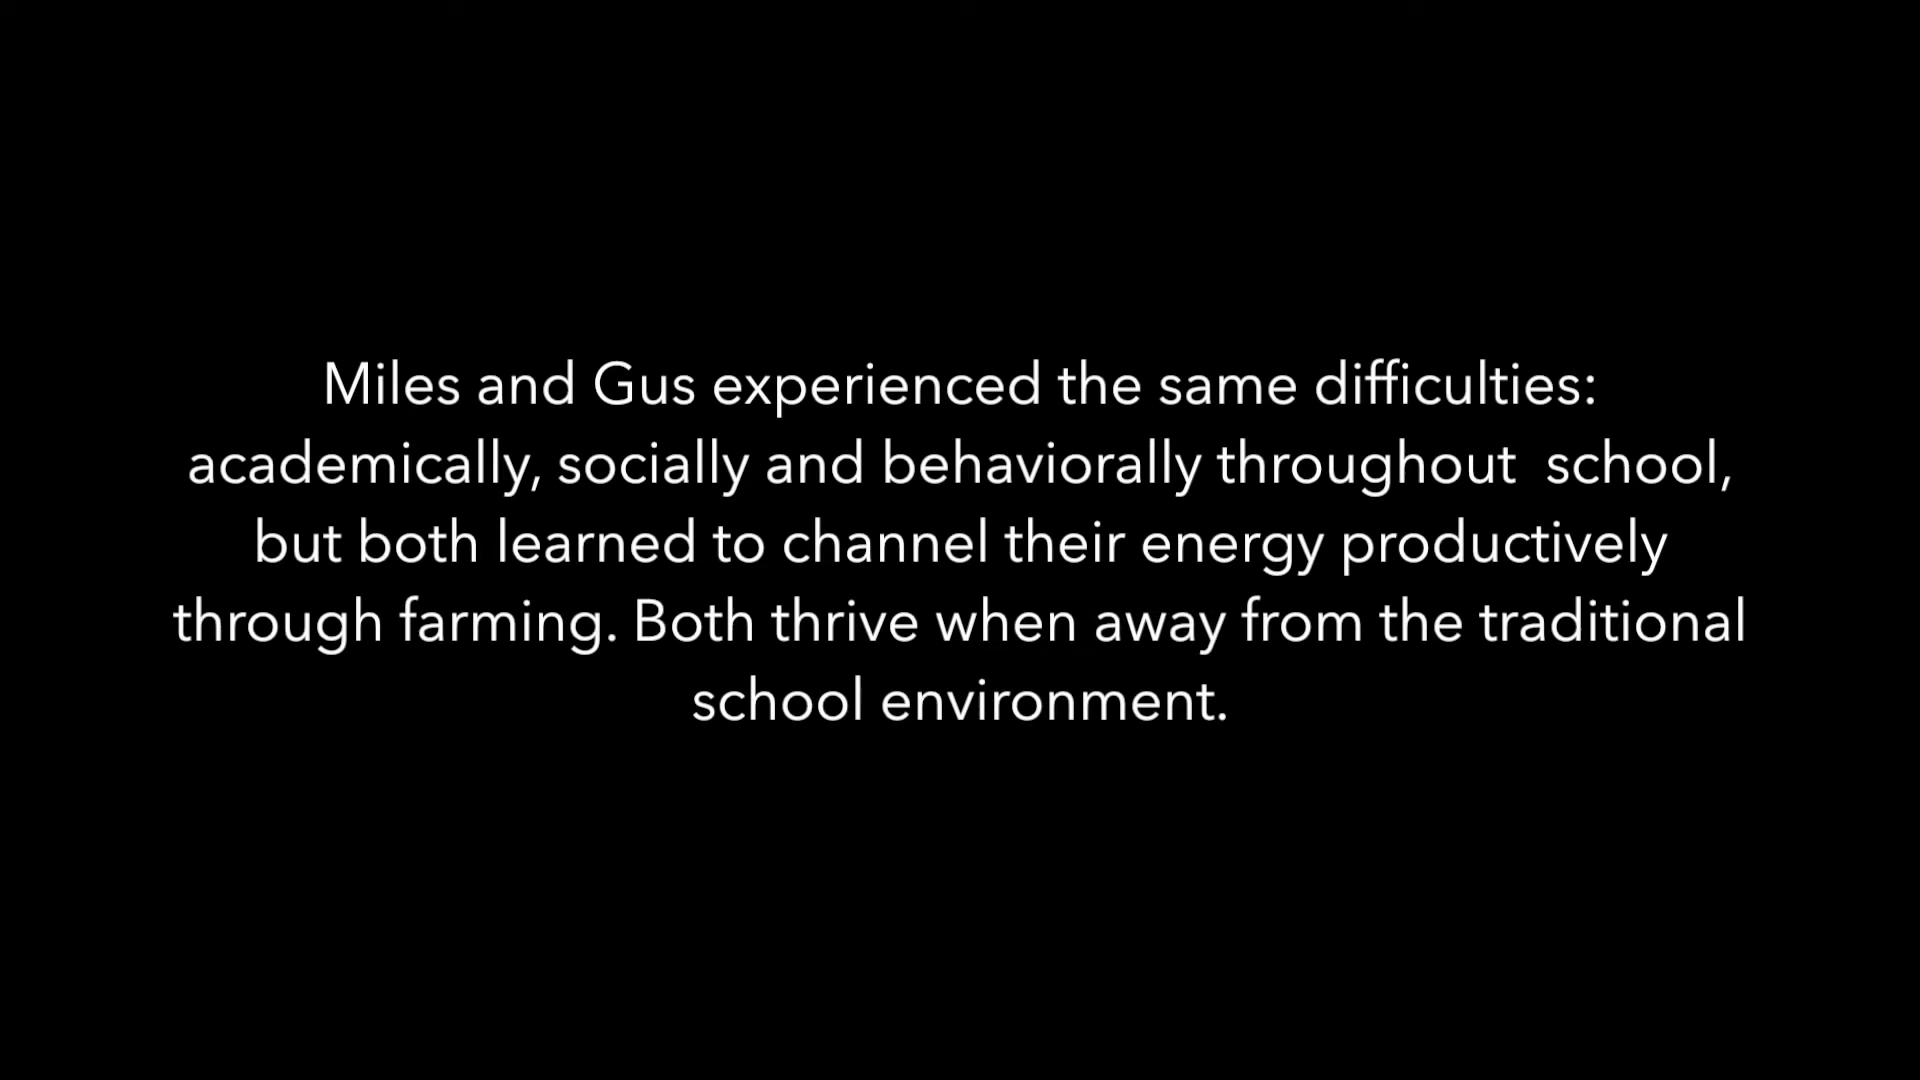 Miles and Gus experienced the same difficulties:
academically, socially and behaviorally throughout  school,
but both learned to channel their energy productively
through farming. Both thrive when away from the traditional
school environment.